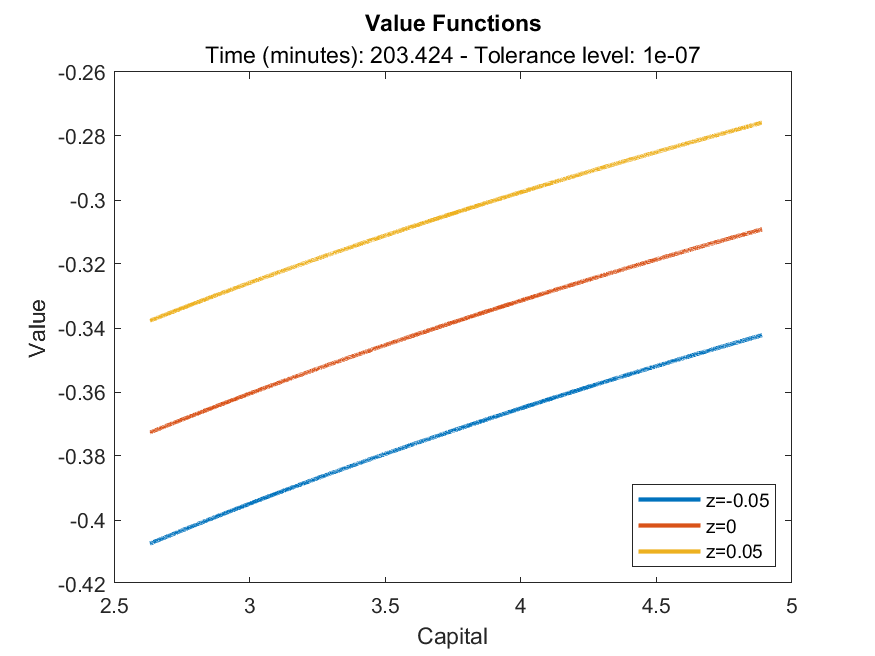 Value Functions
Time (minutes): 203.424 - Tolerance level: 1e-07
-0.26
-0.28
-0.3
-0.32
-0.34
-0.36
-0.38
-0.4
-0.42
Value
z=-0.05
z=0
z=0.05
2.5 3 3.5 4 4.5 5
Capital